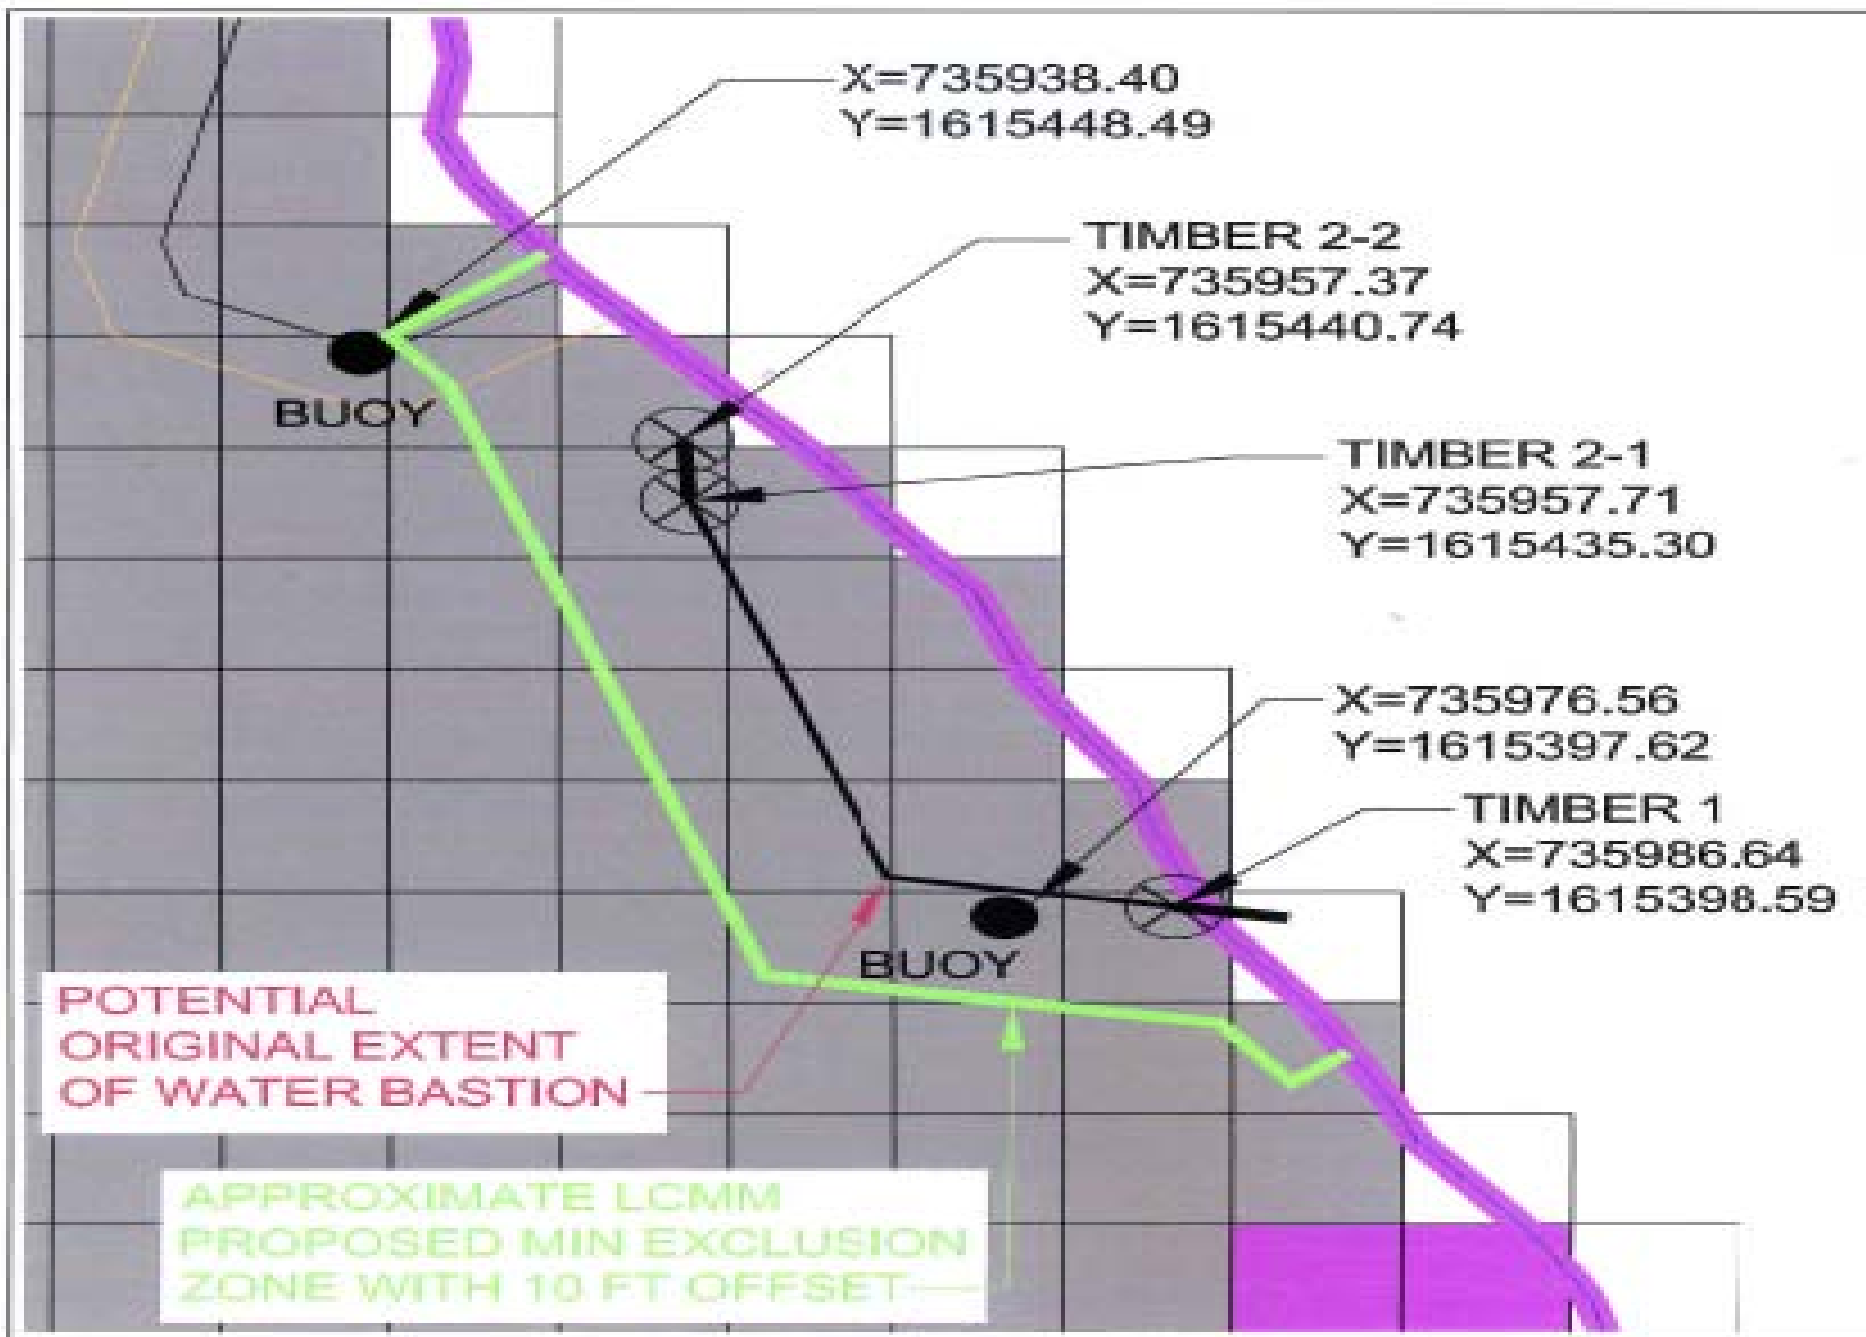 X=735938.40
Y=1615448.49
TIMBER 2-2
X=735957.37
Y=1615440.74
BUOY
TIMBER 2-1
X=735957.71
Y=1615435.30
X=735976.56
Y=1615397.62
TIMBER 1
X=735986.64
Y=1615398.59
BUOY
POTENTIAL
ORIGINAL EXTENT
OF WATER BASTION
APPROXIMATE LCMM
PROPOSED MIN EXCLUSION
ZONE WITH 10 FT OFFSET